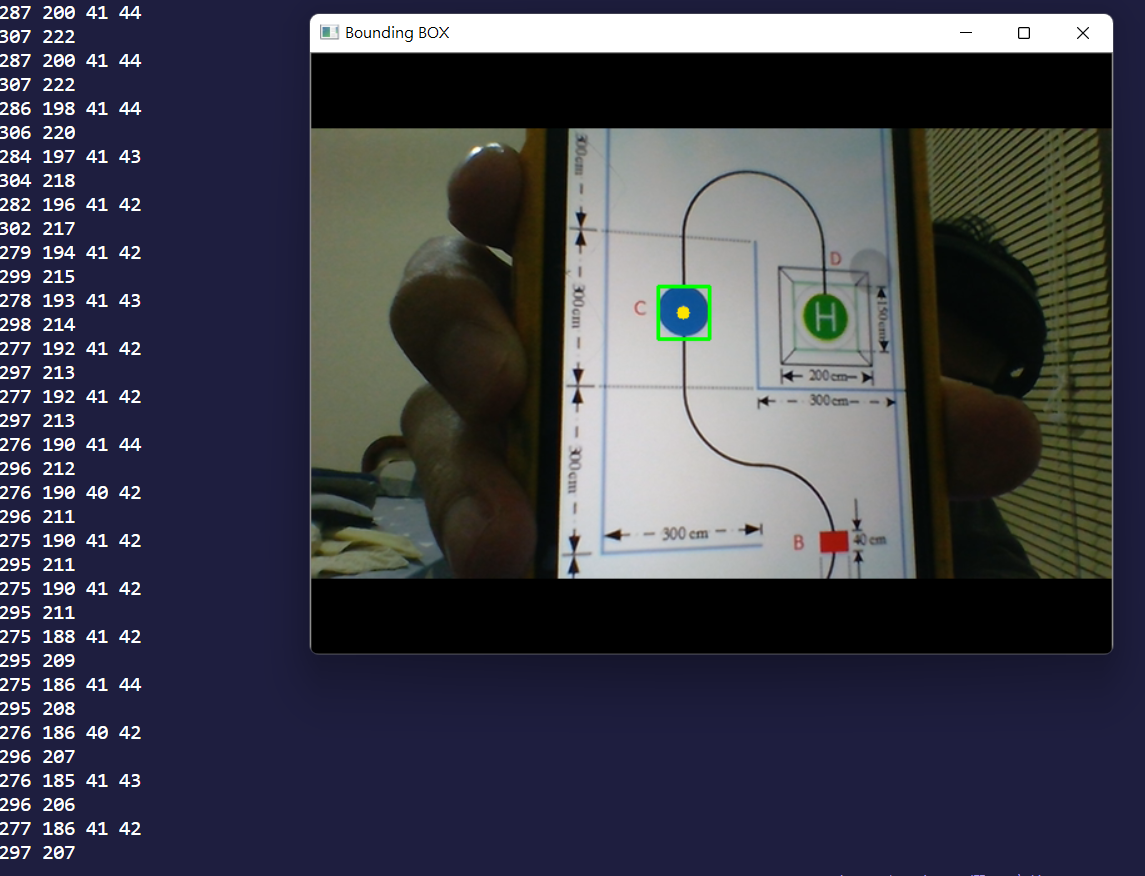 287 200 41 44
307 222
287 200 41 44
307 222
286 198 41 44
306 220
284 197 41 43
304 218
282 196 41 42
302 217
279 194 41 42
299 215
278 193 41 43
298 214
277 192 41 42
297 213
277 192 41 42
297 213
276 190 41 44
296 212
276 190 40 42
296 211
275 190 41 42
295 211
275 190 41 42
295 211
275 188 41 42
295 209
275 186 41 44
295 208
276 186 40 42
296 207
276 185 41 43
296 206
277 186 41 42
297 207
Bounding BOX
300 cm
D
300 cm
C
H
150 cm
200 cm
300 cm
300 cm
300 cm
B
40 cm